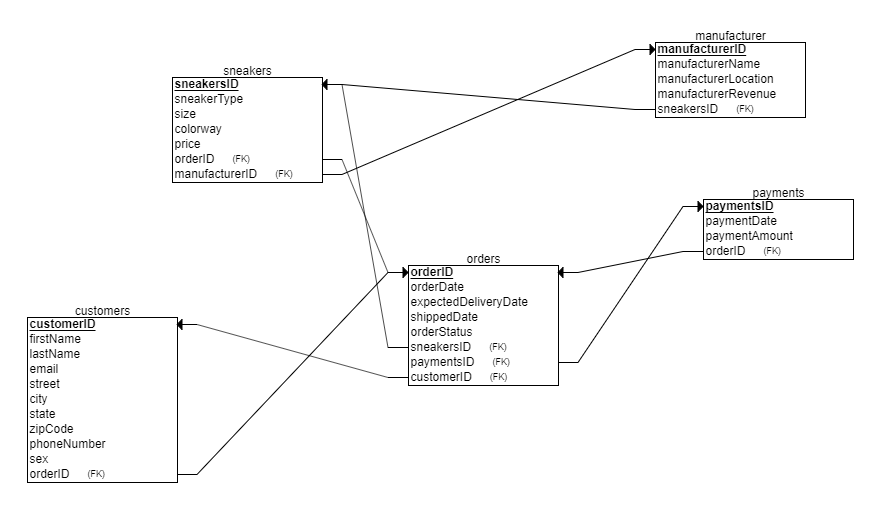 manufacturer
manufacturerID
manufacturerName
manufacturerLocation
manufacturerRevenue
sneakersID (FK)
sneakers
sneakersID
sneakerType
size
colorway
price
orderID (FK)
manufacturerID (FK)
payments
paymentsID
paymentDate
paymentAmount
orderID (FK)
orders
orderID
orderDate
expectedDeliveryDate
shippedDate
orderStatus
sneakersID (FK)
paymentsID (FK)
customerID (FK)
customers
customerID
firstName
lastName
email
street
city
state
zipCode
phoneNumber
sex
orderID (FK)